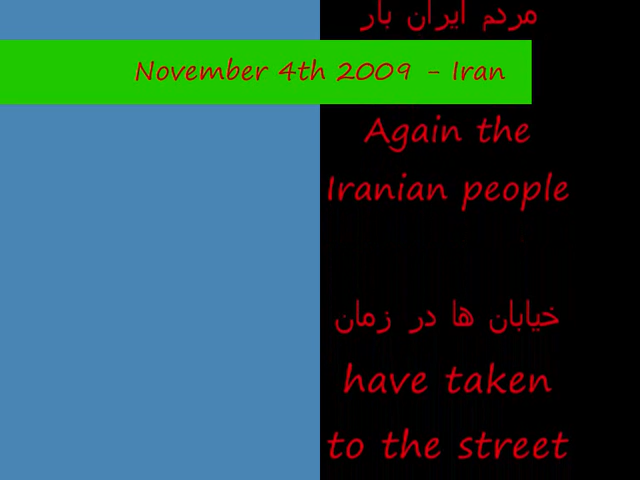 مردم ایران بار
November 4th 2009 - Iran
Again the
Iranian people
خیابان ها در زمان
have taken
to the street